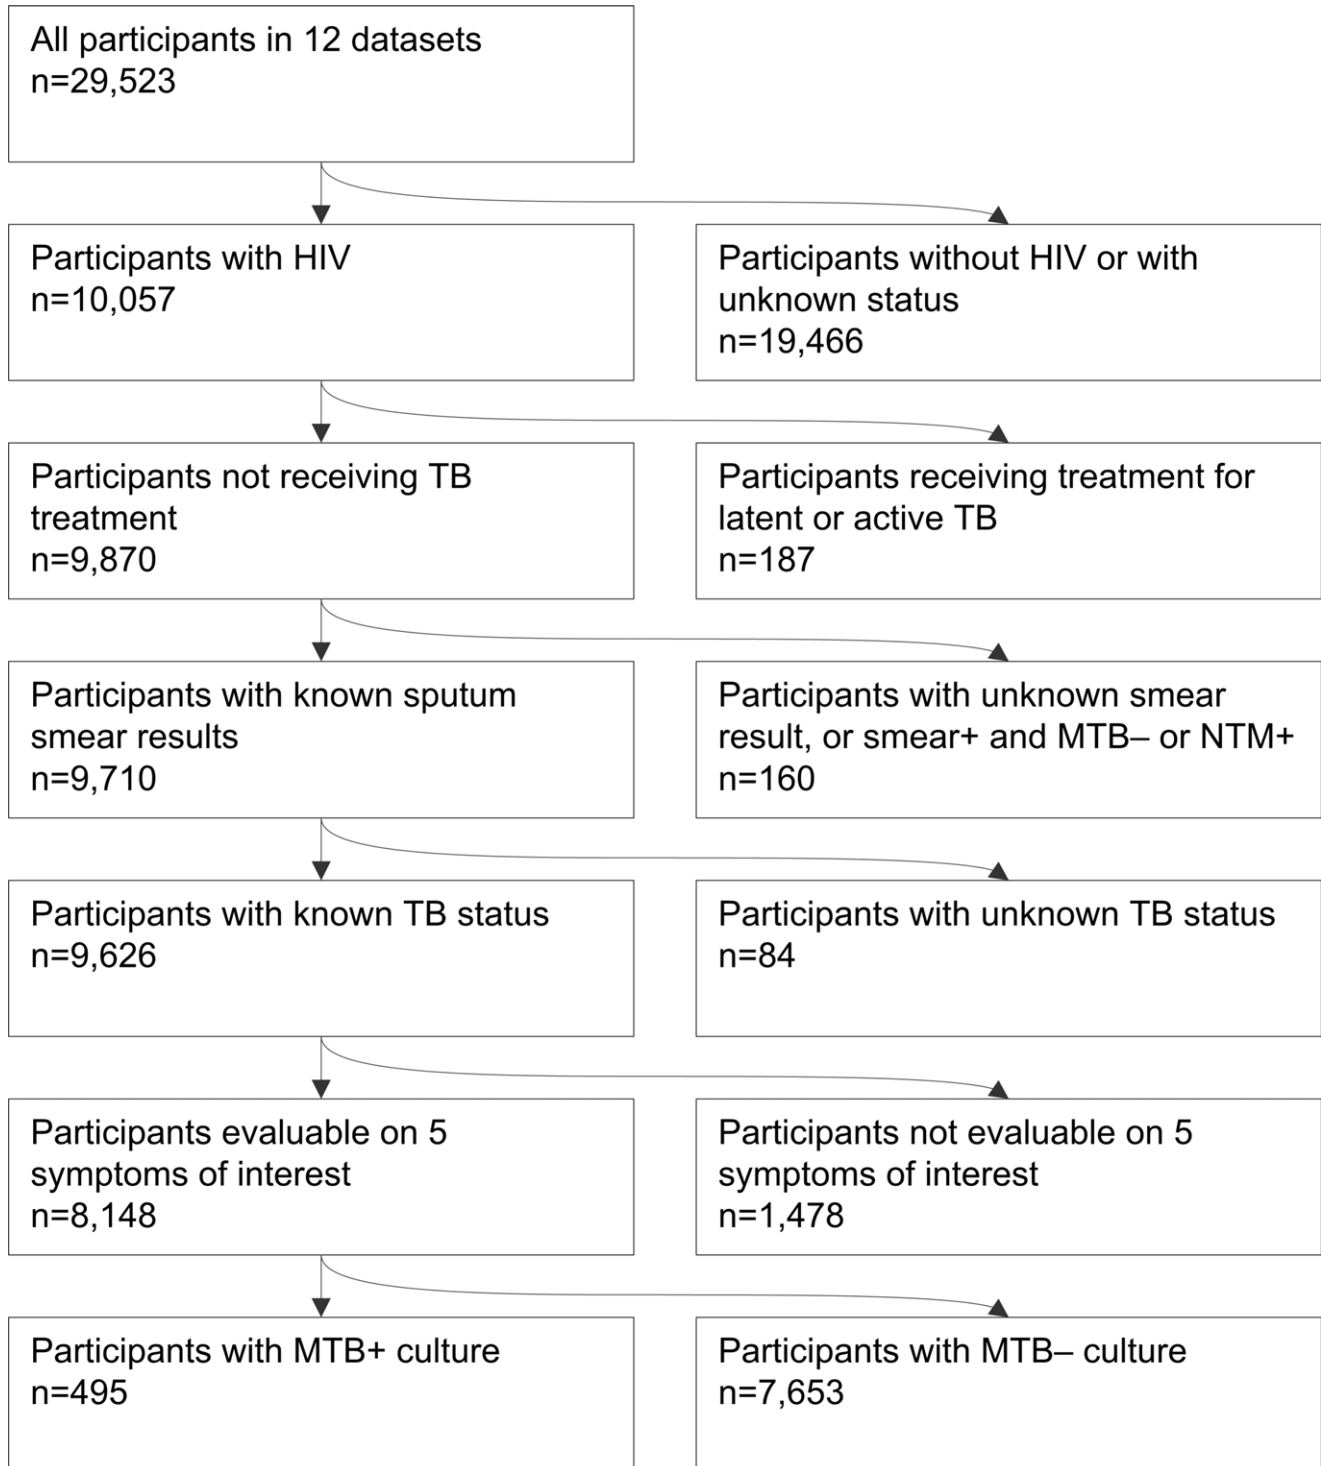 All participants in 12 datasets
n=29,523
Participants with HIV
n=10,057
Participants without HIV or with
unknown status
n=19,466
Participants not receiving TB
treatment
n=9,870
Participants receiving treatment for
latent or active TB
n=187
Participants with known sputum
smear results
n=9,710
Participants with unknown smear
result, or smear+ and MTB– or NTM+
n=160
Participants with known TB status
n=9,626
Participants with unknown TB status
n=84
Participants evaluable on 5
symptoms of interest
n=8,148
Participants not evaluable on 5
symptoms of interest
n=1,478
Participants with MTB+ culture
n=495
Participants with MTB– culture
n=7,653